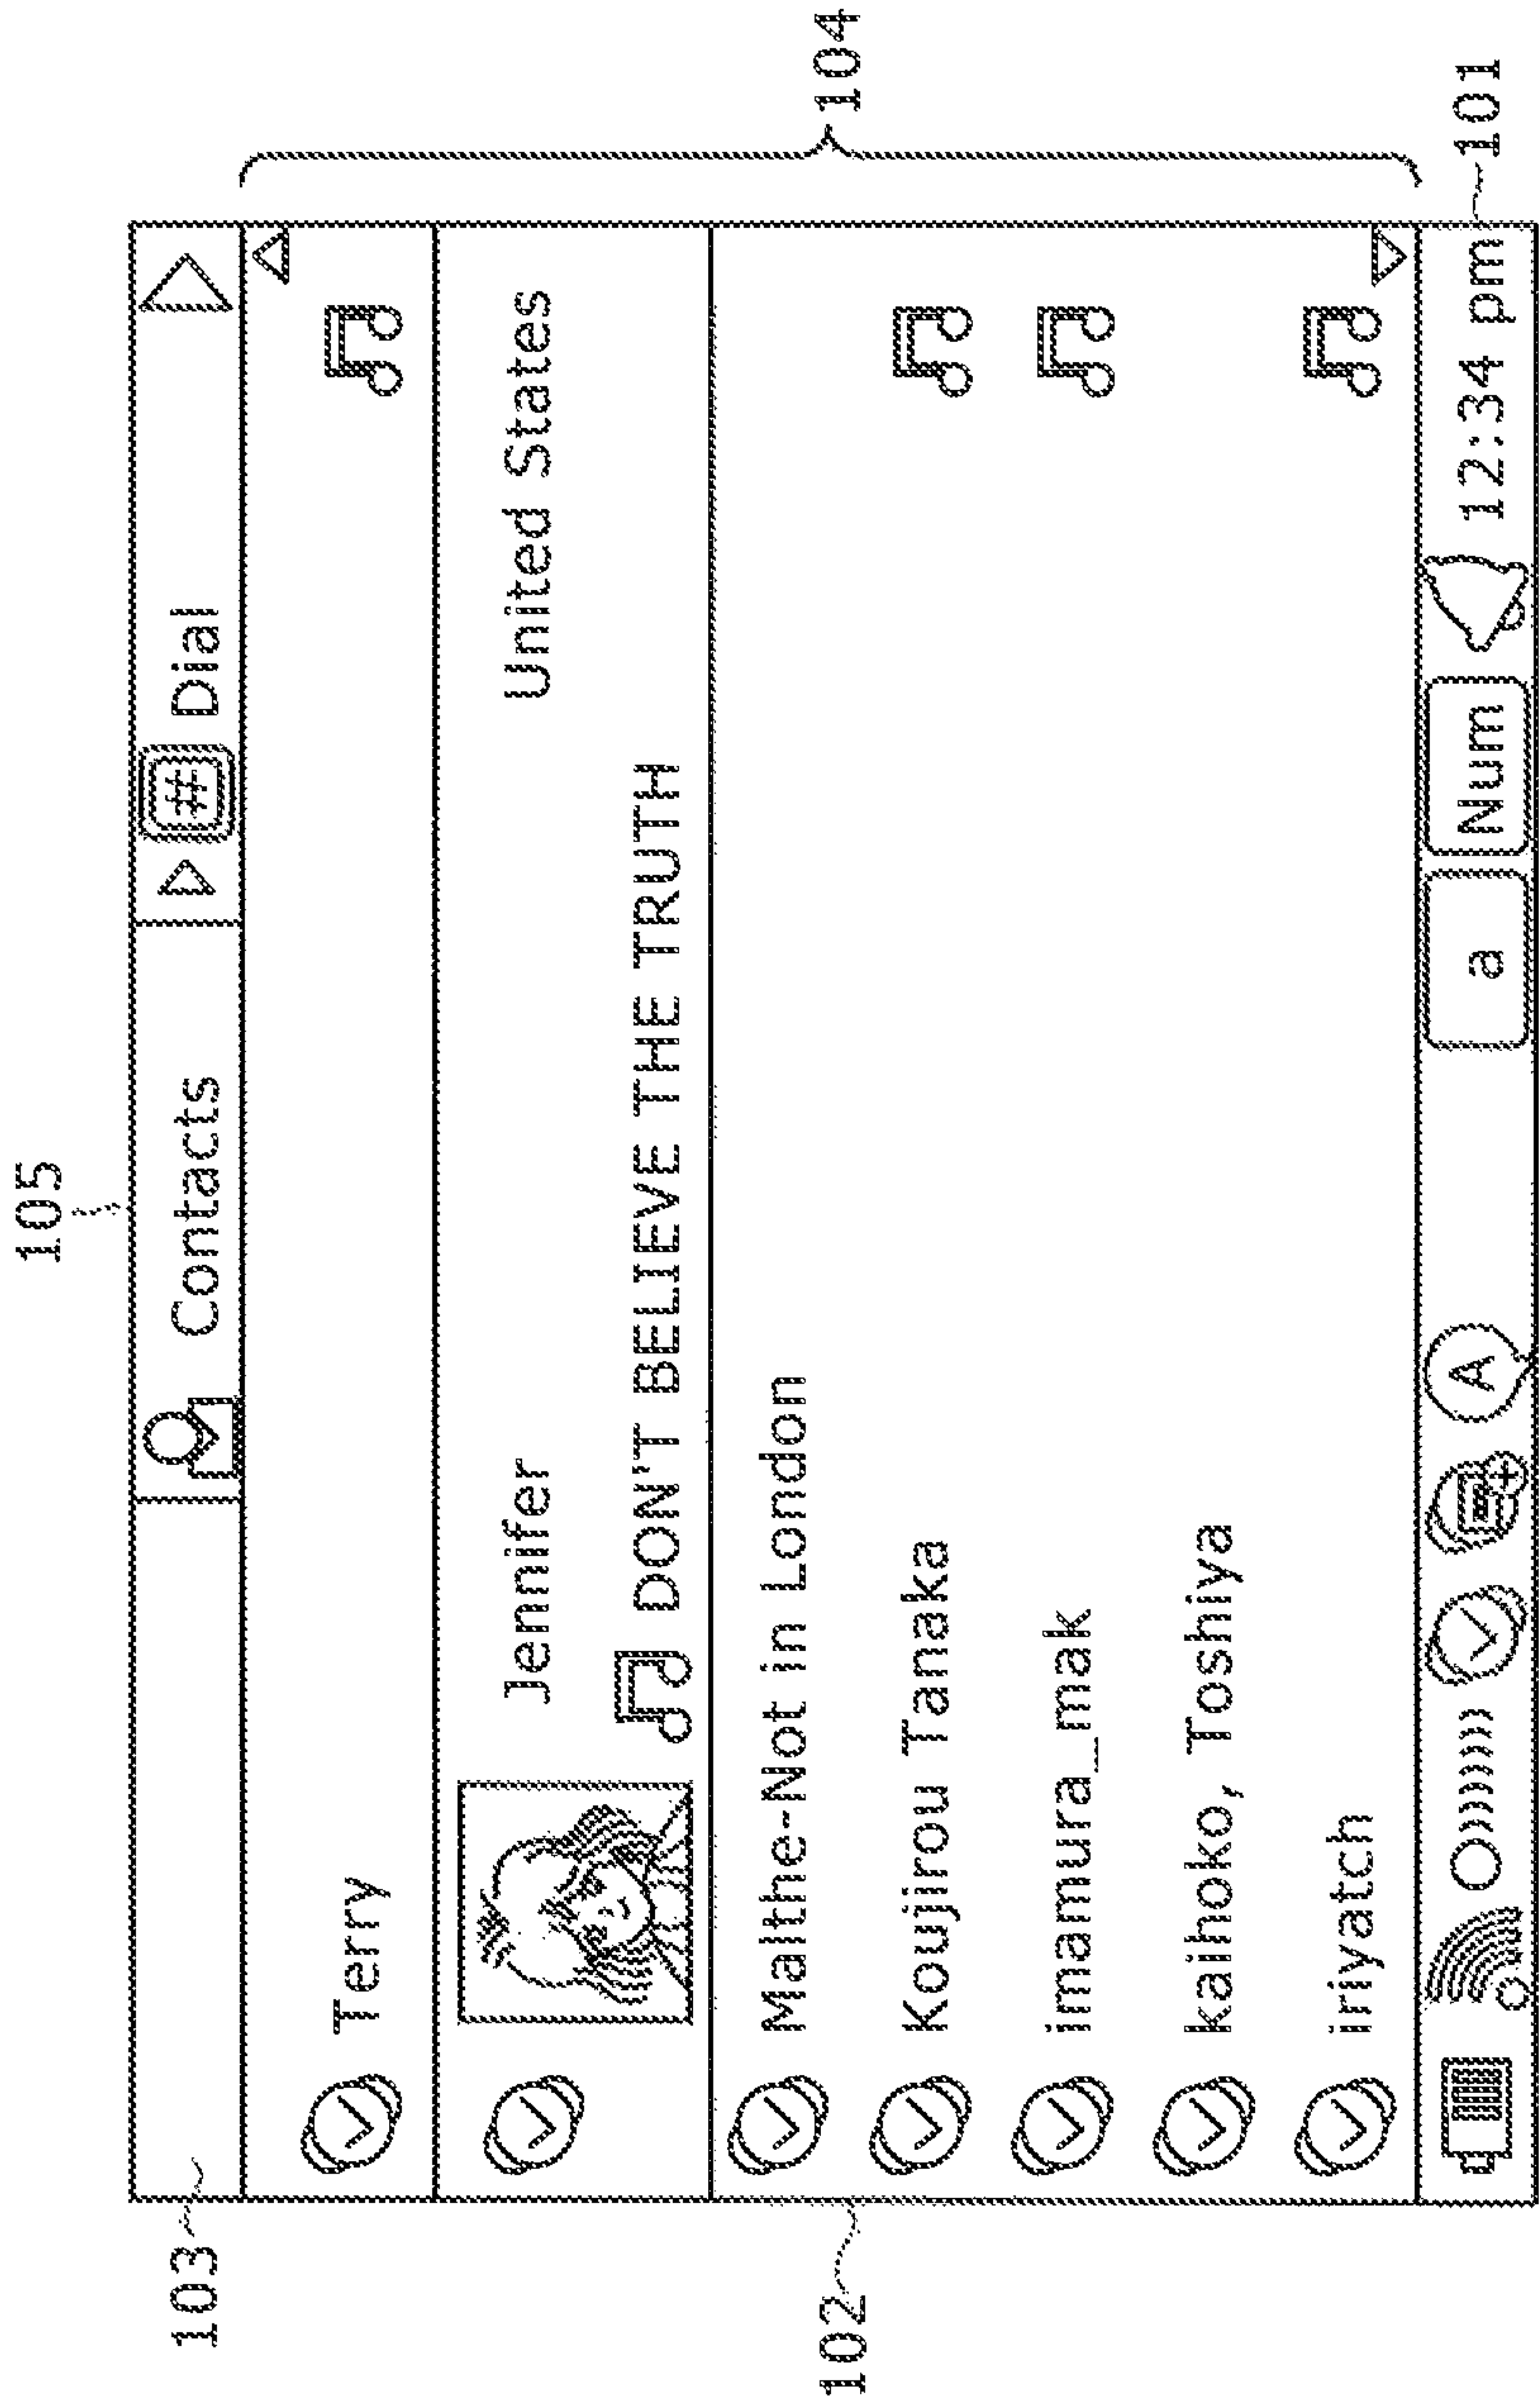 105
103
Contacts
# Dial
104
Terry
Jennifer United States
DON'T BELIEVE THE TRUTH
102
Malthe-Not in London
Koujirou Tanaka
imamura_mak
kaihoko, Toshiya
iriyatch
A a Num 12:34 pm
101